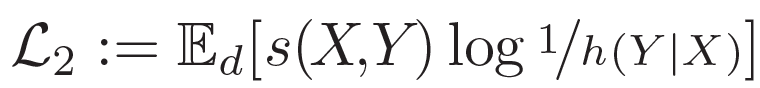 ℒ₂ := 𝔼_d[s(X,Y) log 1/h(Y|X)]